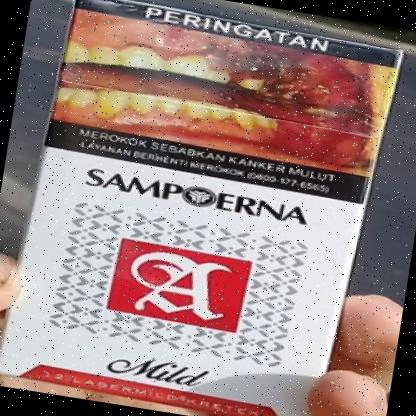 PERINGATAN
MEROKOK SEBABKAN KANKER MULUT.
LAYANAN BERHENTI MEROKOK (0800-177-6565)
SAMPOERNA
A
Mild